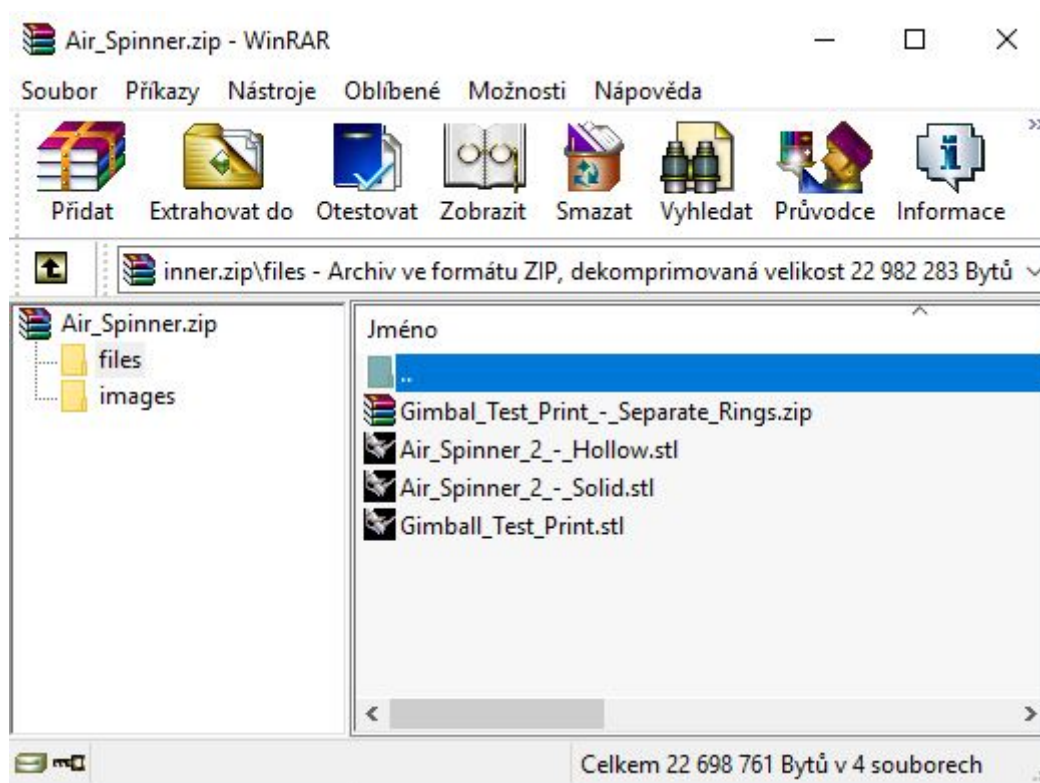 Air_Spinner.zip - WinRAR
Soubor Příkazy Nástroje Oblíbené Možnosti Nápověda
Přidat Extrahovat do Otestovat Zobrazit Smazat Vyhledat Průvodce Informace
inner.zip\files - Archiv ve formátu ZIP, dekomprimovaná velikost 22 982 283 Bytů
Air_Spinner.zip
files
images
Jméno
..
Gimbal_Test_Print_-_Separate_Rings.zip
Air_Spinner_2_-_Hollow.stl
Air_Spinner_2_-_Solid.stl
Gimball_Test_Print.stl
Celkem 22 698 761 Bytů v 4 souborech